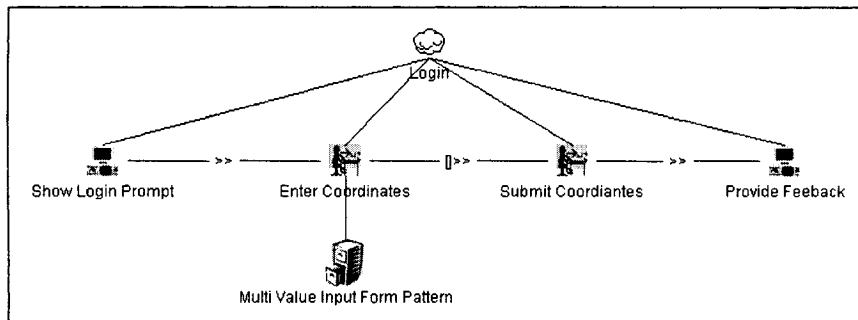 Login
>> []>> >>
Show Login Prompt Enter Coordinates Submit Coordiantes Provide Feeback
Multi Value Input Form Pattern